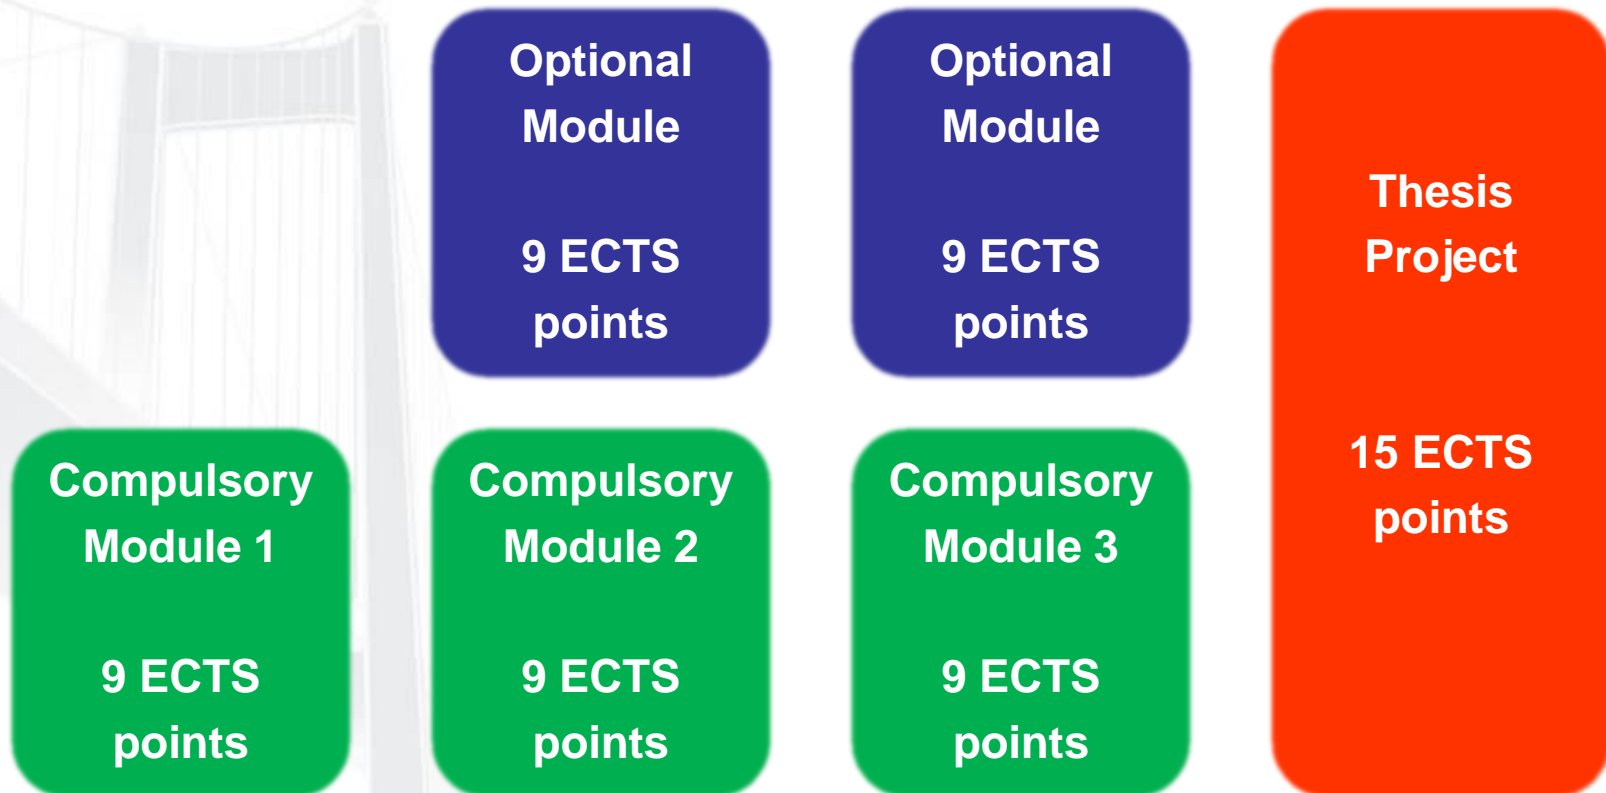 Optional
Module
9 ECTS
points
Optional
Module
9 ECTS
points
Thesis
Project
15 ECTS
points
Compulsory
Module 1
9 ECTS
points
Compulsory
Module 2
9 ECTS
points
Compulsory
Module 3
9 ECTS
points